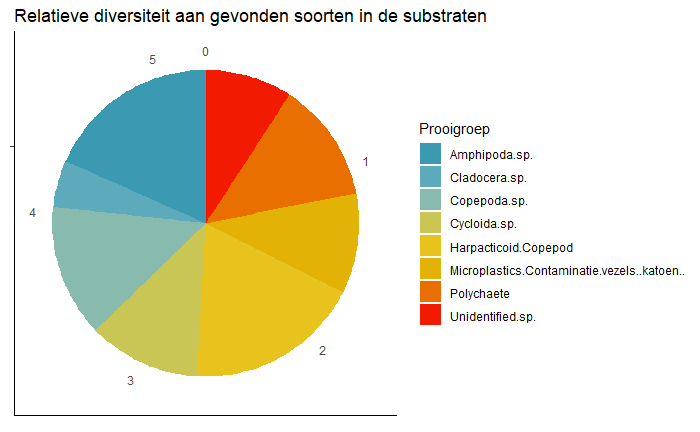 Relatieve diversiteit aan gevonden soorten in de substraten
0
5
1
4
2
3
Prooigroep
Amphipoda.sp.
Cladocera.sp.
Copepoda.sp.
Cycloida.sp.
Harpacticoid.Copepod
Microplastics.Contaminatie.vezels..katoen..
Polychaete
Unidentified.sp.